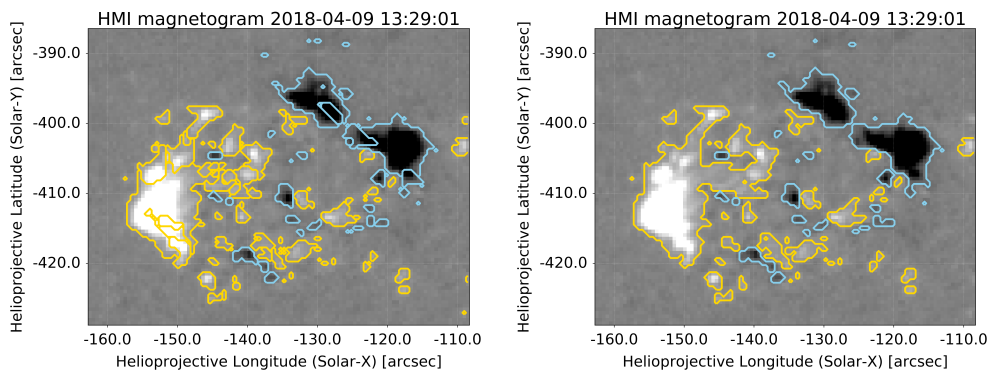 HMI magnetogram 2018-04-09 13:29:01
Helioprojective Latitude (Solar-Y) [arcsec]
-390.0
-400.0
-410.0
-420.0
-160.0 -150.0 -140.0 -130.0 -120.0 -110.0
Helioprojective Longitude (Solar-X) [arcsec]
HMI magnetogram 2018-04-09 13:29:01
Helioprojective Latitude (Solar-Y) [arcsec]
-390.0
-400.0
-410.0
-420.0
-160.0 -150.0 -140.0 -130.0 -120.0 -110.0
Helioprojective Longitude (Solar-X) [arcsec]